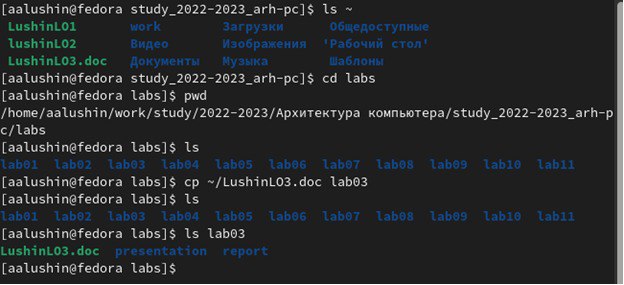 [aalushin@fedora study_2022-2023_arh-pc]$ ls ~
LushinLO1 work Загрузки Общедоступные
lushinLO2 Видео Изображения 'Рабочий стол'
LushinLO3.doc Документы Музыка Шаблоны
[aalushin@fedora study_2022-2023_arh-pc]$ cd labs
[aalushin@fedora labs]$ pwd
/home/aalushin/work/study/2022-2023/Архитектура компьютера/study_2022-2023_arh-p
c/labs
[aalushin@fedora labs]$ ls
lab01 lab02 lab03 lab04 lab05 lab06 lab07 lab08 lab09 lab10 lab11
[aalushin@fedora labs]$ cp ~/LushinLO3.doc lab03
[aalushin@fedora labs]$ ls
lab01 lab02 lab03 lab04 lab05 lab06 lab07 lab08 lab09 lab10 lab11
[aalushin@fedora labs]$ ls lab03
LushinLO3.doc presentation report
[aalushin@fedora labs]$